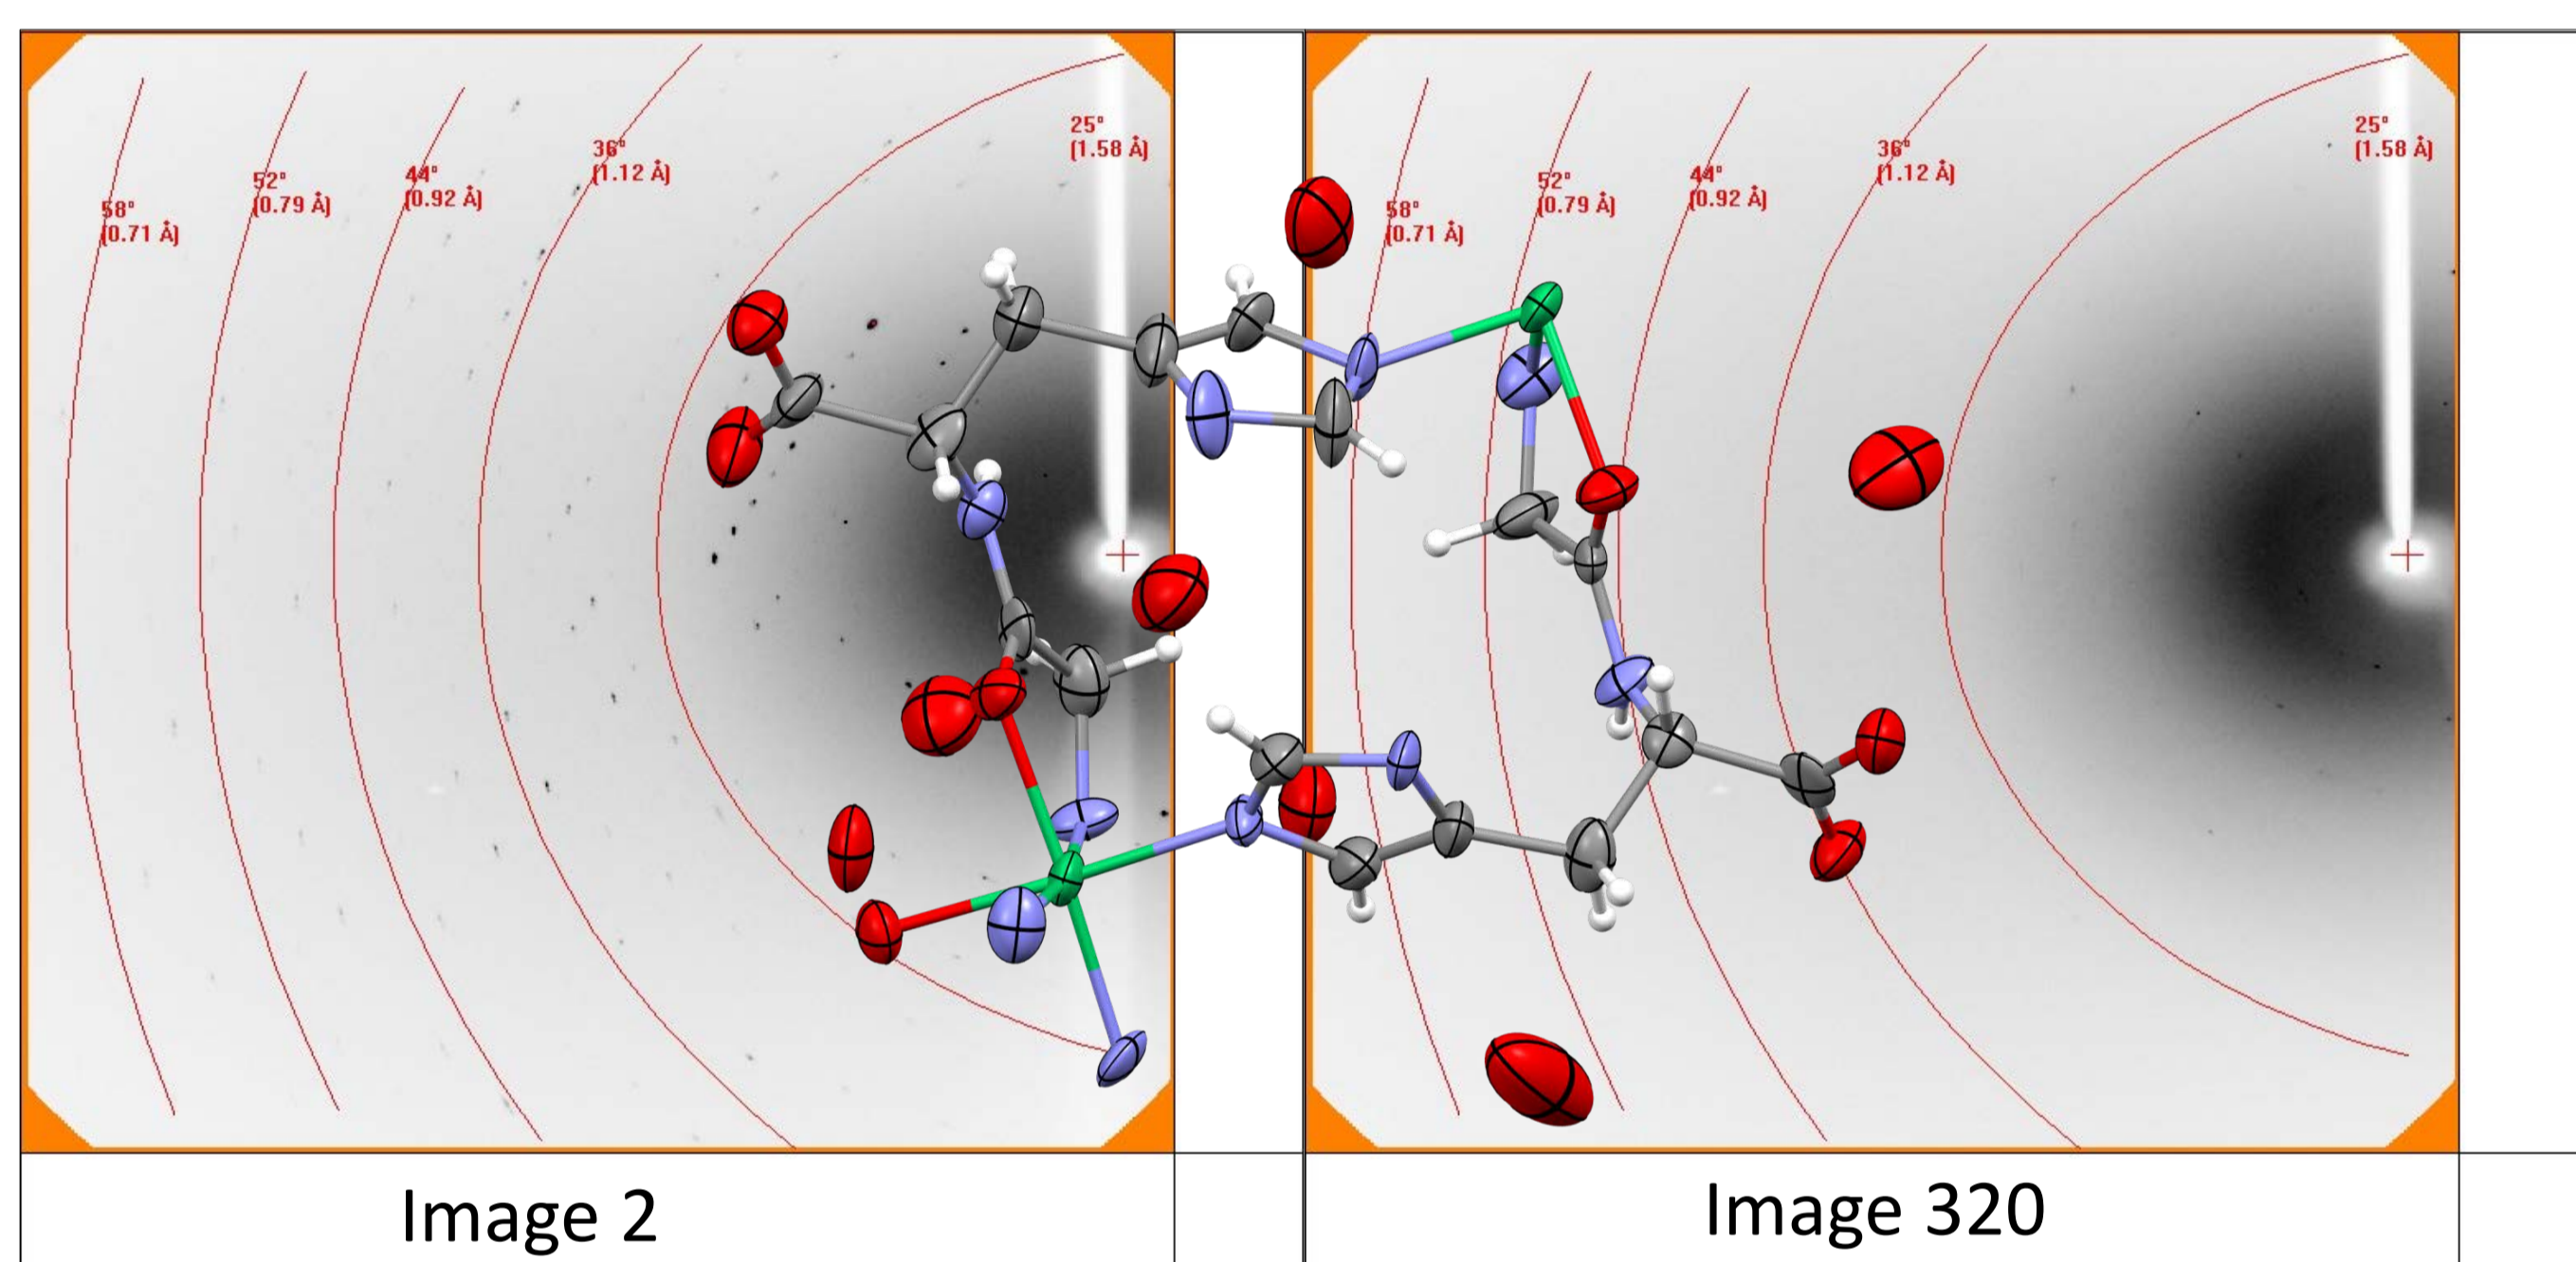 25°
(1.58 Å)
36°
(1.12 Å)
44°
(0.92 Å)
52°
(0.79 Å)
58°
(0.71 Å)
25°
(1.58 Å)
36°
(1.12 Å)
44°
(0.92 Å)
52°
(0.79 Å)
58°
(0.71 Å)
Image 2
Image 320